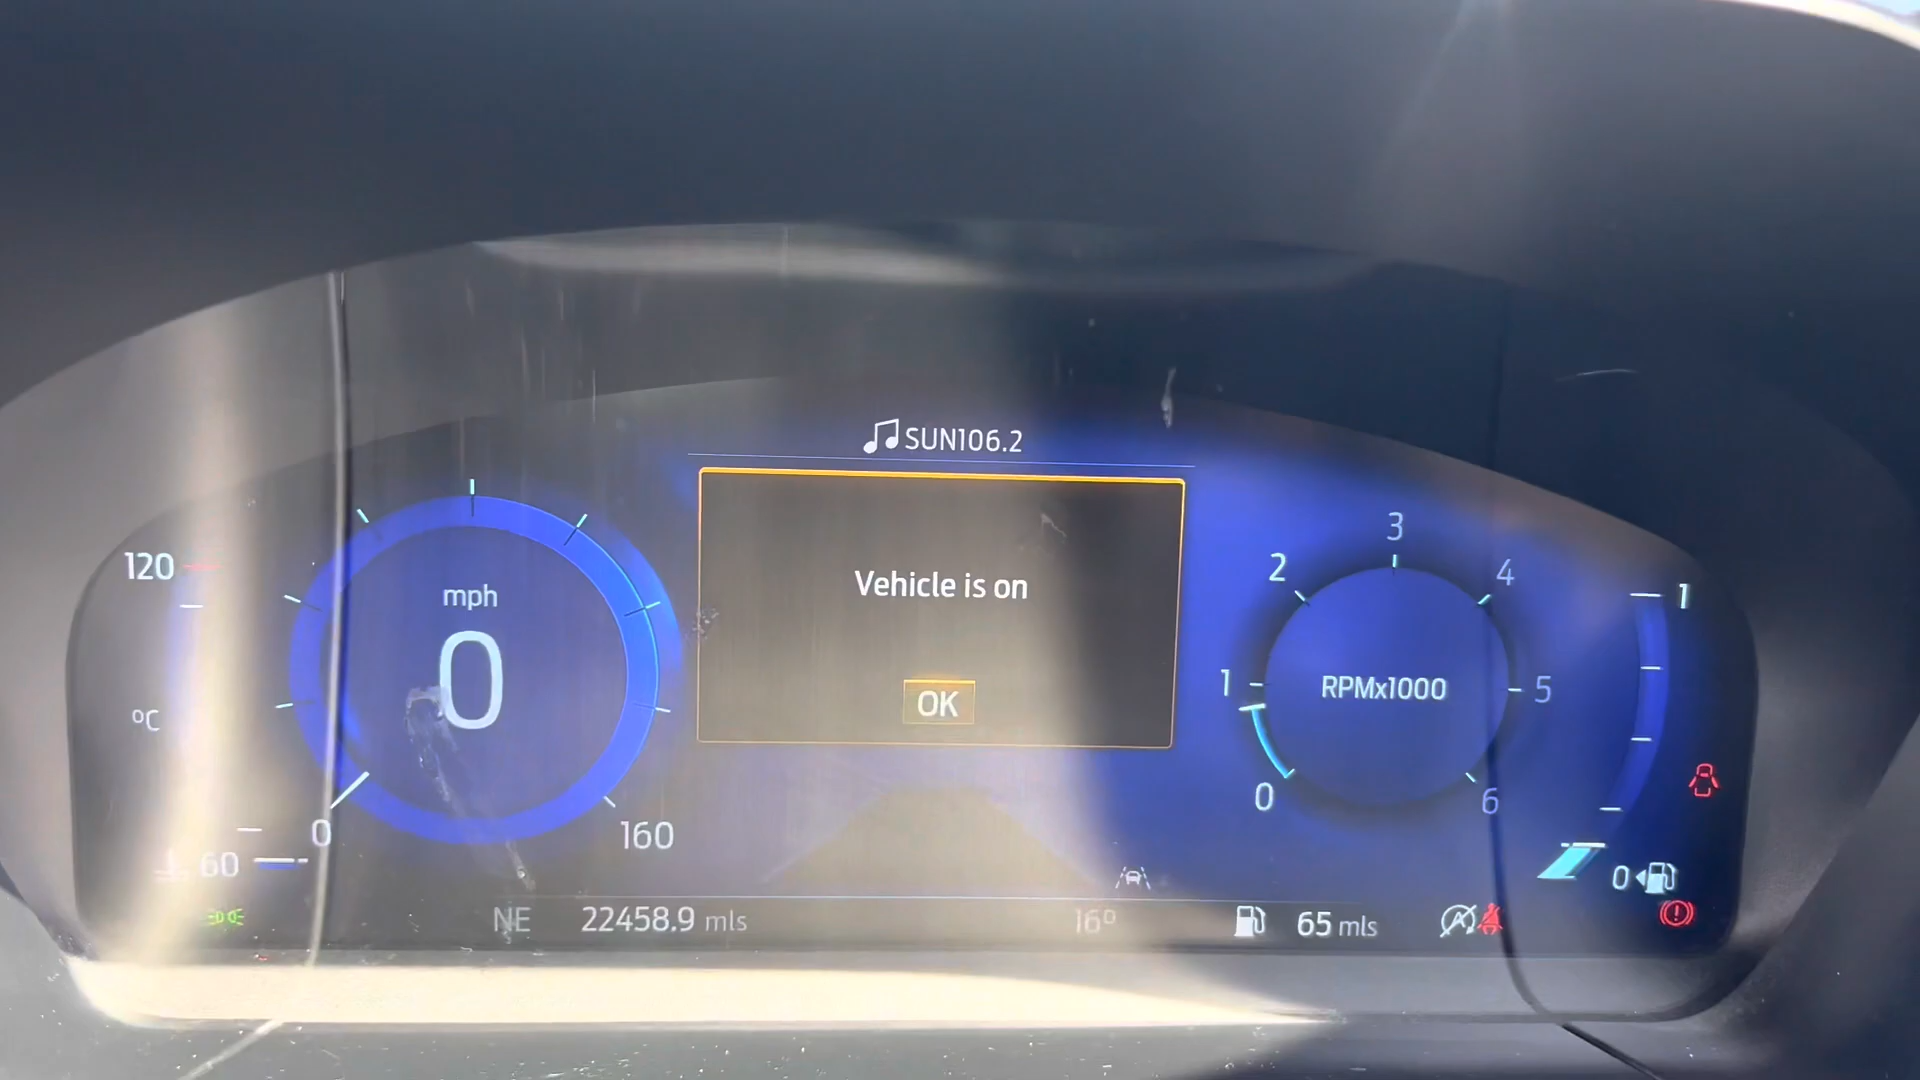 SUN106.2
120
mph
0
°C
0
160
60
Vehicle is on
OK
3
2
4
1
RPMx1000
5
0
6
1
0
NE
22458.9 mls
16°
65 mls